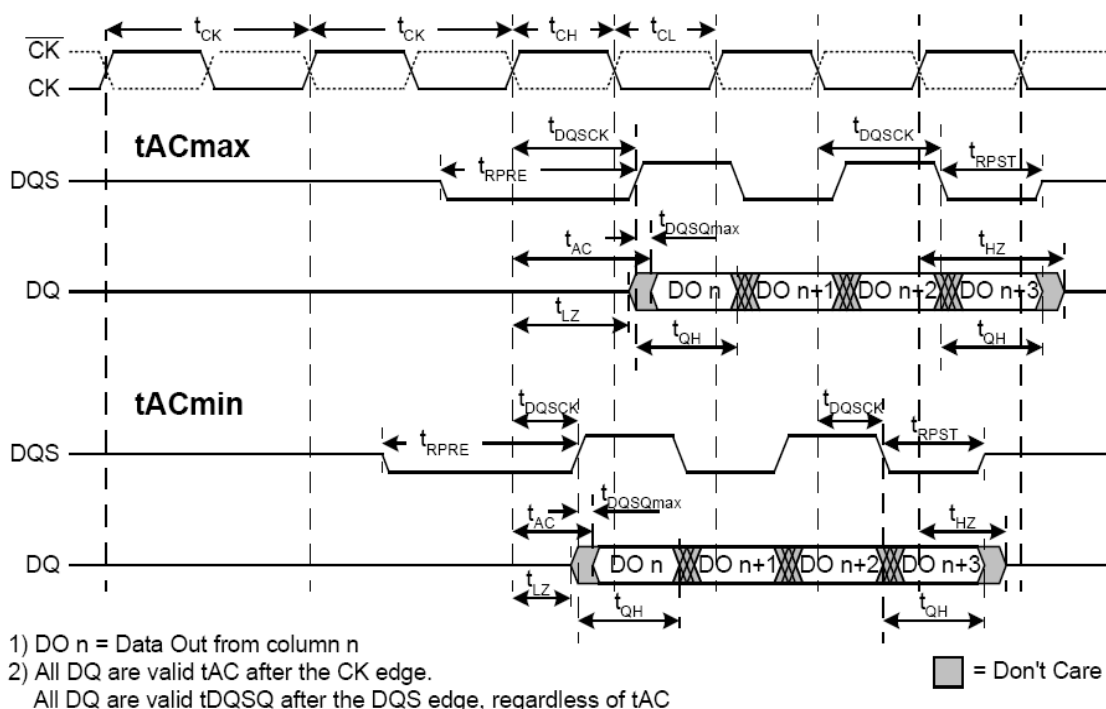 tCK tCK tCH tCL
CK
CK
tACmax
tDQSCK tDQSCK
tRPRE tRPST
DQS
tDQSQmax
tAC tHZ
DQ DO n DO n+1 DO n+2 DO n+3
tLZ
tQH tQH
tACmin
tDQSCK tDQSCK
tRPRE tRPST
DQS
tDQSQmax
tAC tHZ
DQ DO n DO n+1 DO n+2 DO n+3
tLZ
tQH tQH
1) DO n = Data Out from column n
2) All DQ are valid tAC after the CK edge.
All DQ are valid tDQSQ after the DQS edge, regardless of tAC
= Don't Care